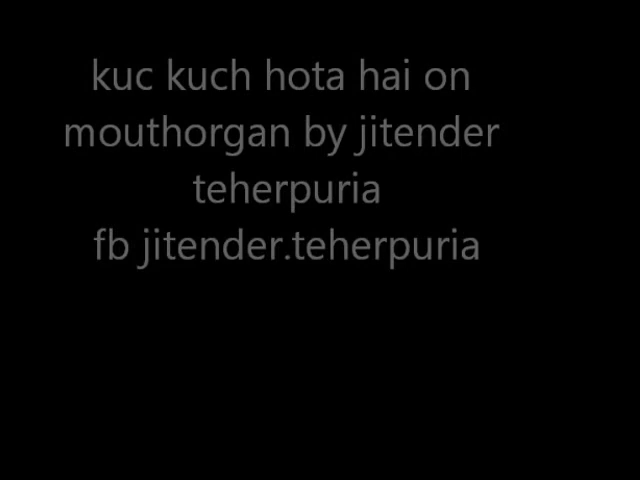 kuc kuch hota hai on
mouthorgan by jitender
teherpuria
fb jitender.teherpuria